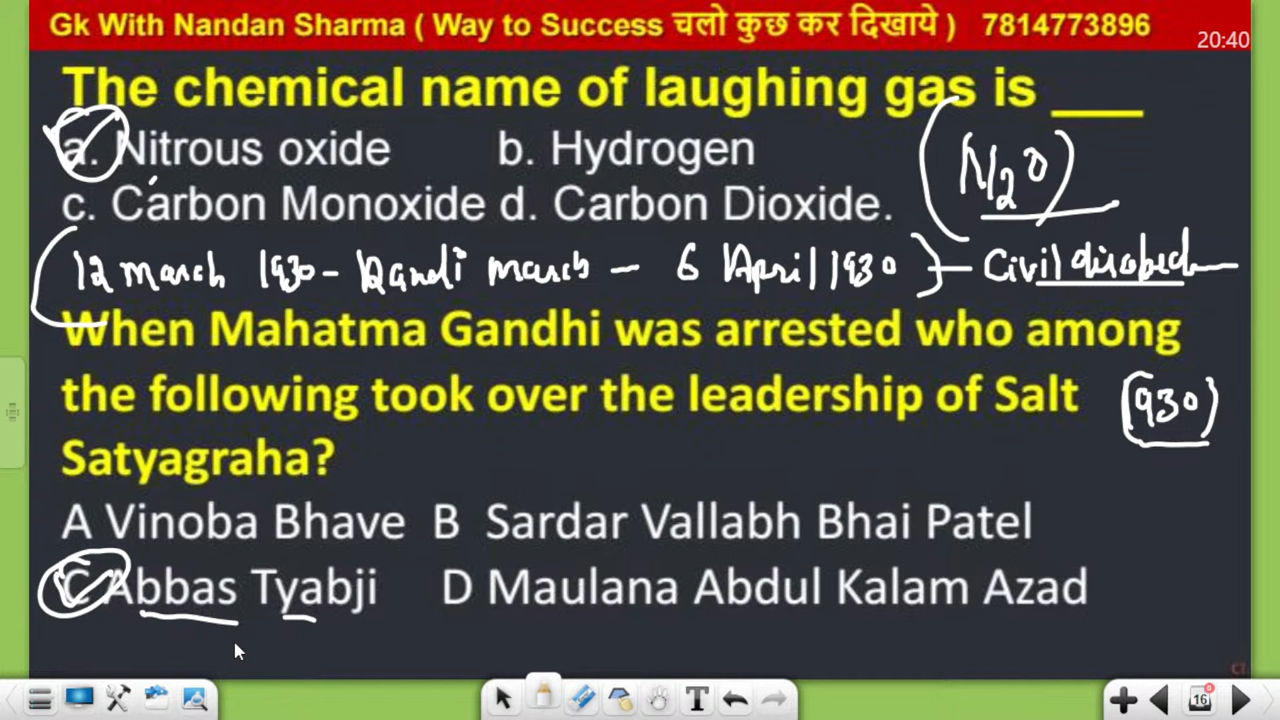 Gk With Nandan Sharma ( Way to Success चलो कुछ कर दिखाये ) 7814773896
20:40
The chemical name of laughing gas is ___
a. Nitrous oxide b. Hydrogen
(N2O)
c. Carbon Monoxide d. Carbon Dioxide.
12 march 1930 - Dandi march - 6 April 1930 - Civil disobed
When Mahatma Gandhi was arrested who among
the following took over the leadership of Salt
(930)
Satyagraha?
A Vinoba Bhave B Sardar Vallabh Bhai Patel
C Abbas Tyabji D Maulana Abdul Kalam Azad
T
16